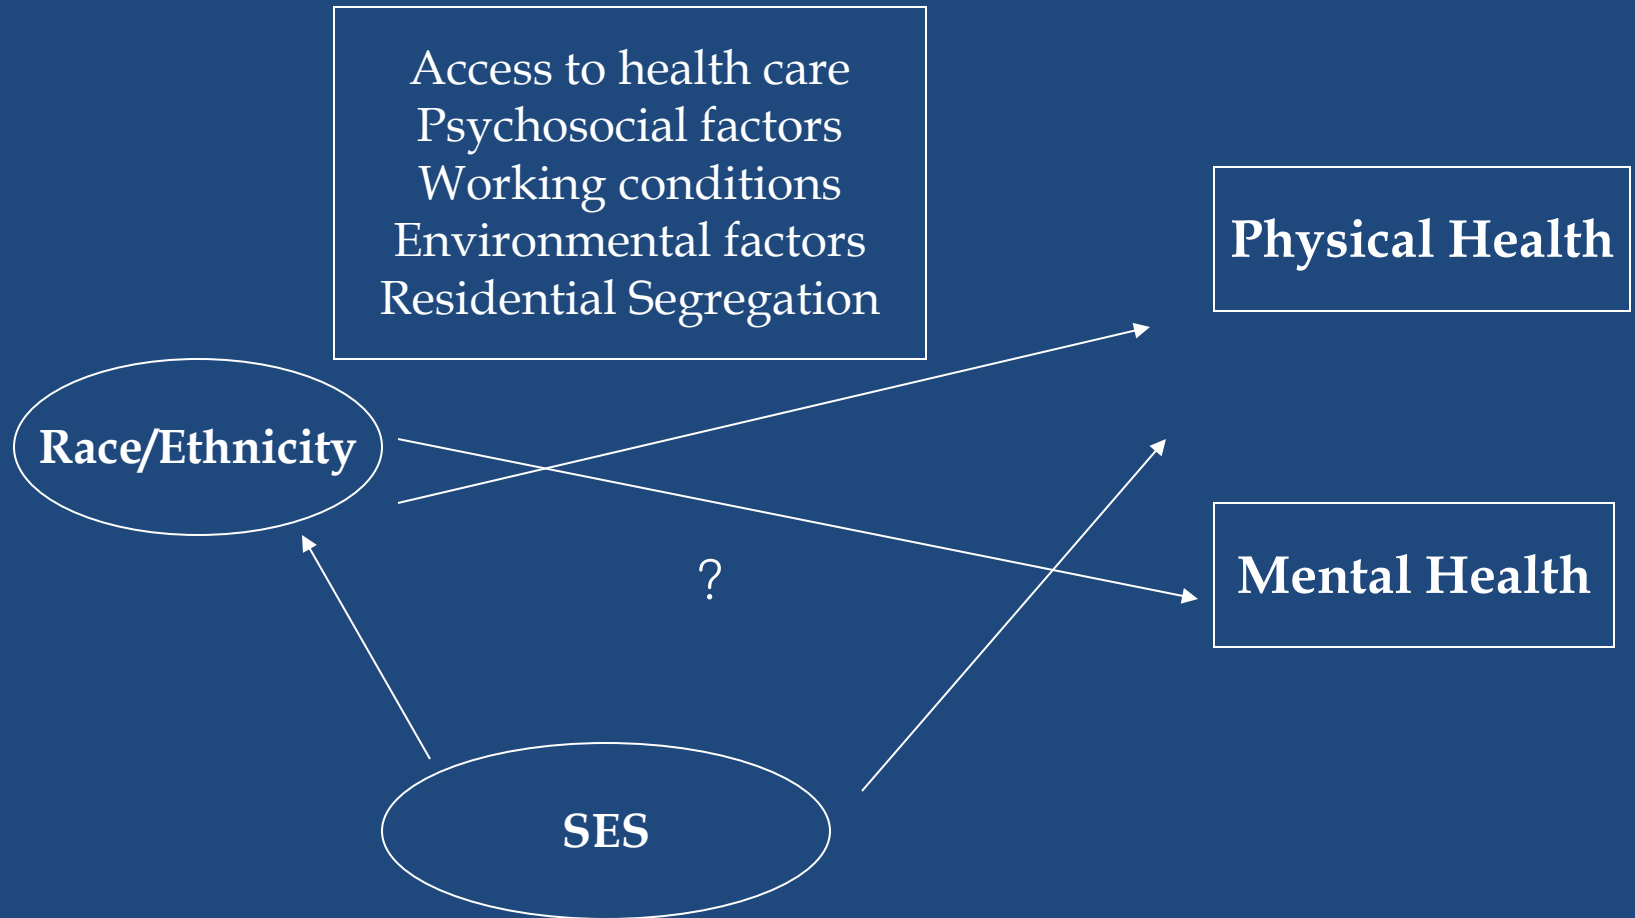 Access to health care
Psychosocial factors
Working conditions
Environmental factors
Residential Segregation
Physical Health
Race/Ethnicity
?
Mental Health
SES